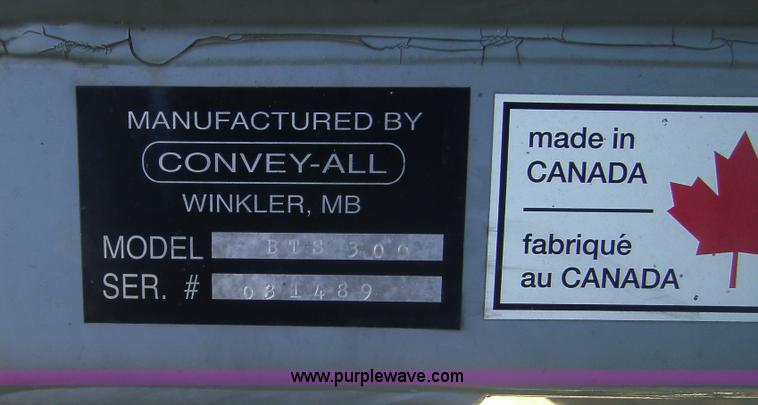 MANUFACTURED BY
CONVEY-ALL
WINKLER, MB
MODEL BTS 300
SER. # 081489
made in
CANADA
fabriqué
au CANADA
www.purplewave.com